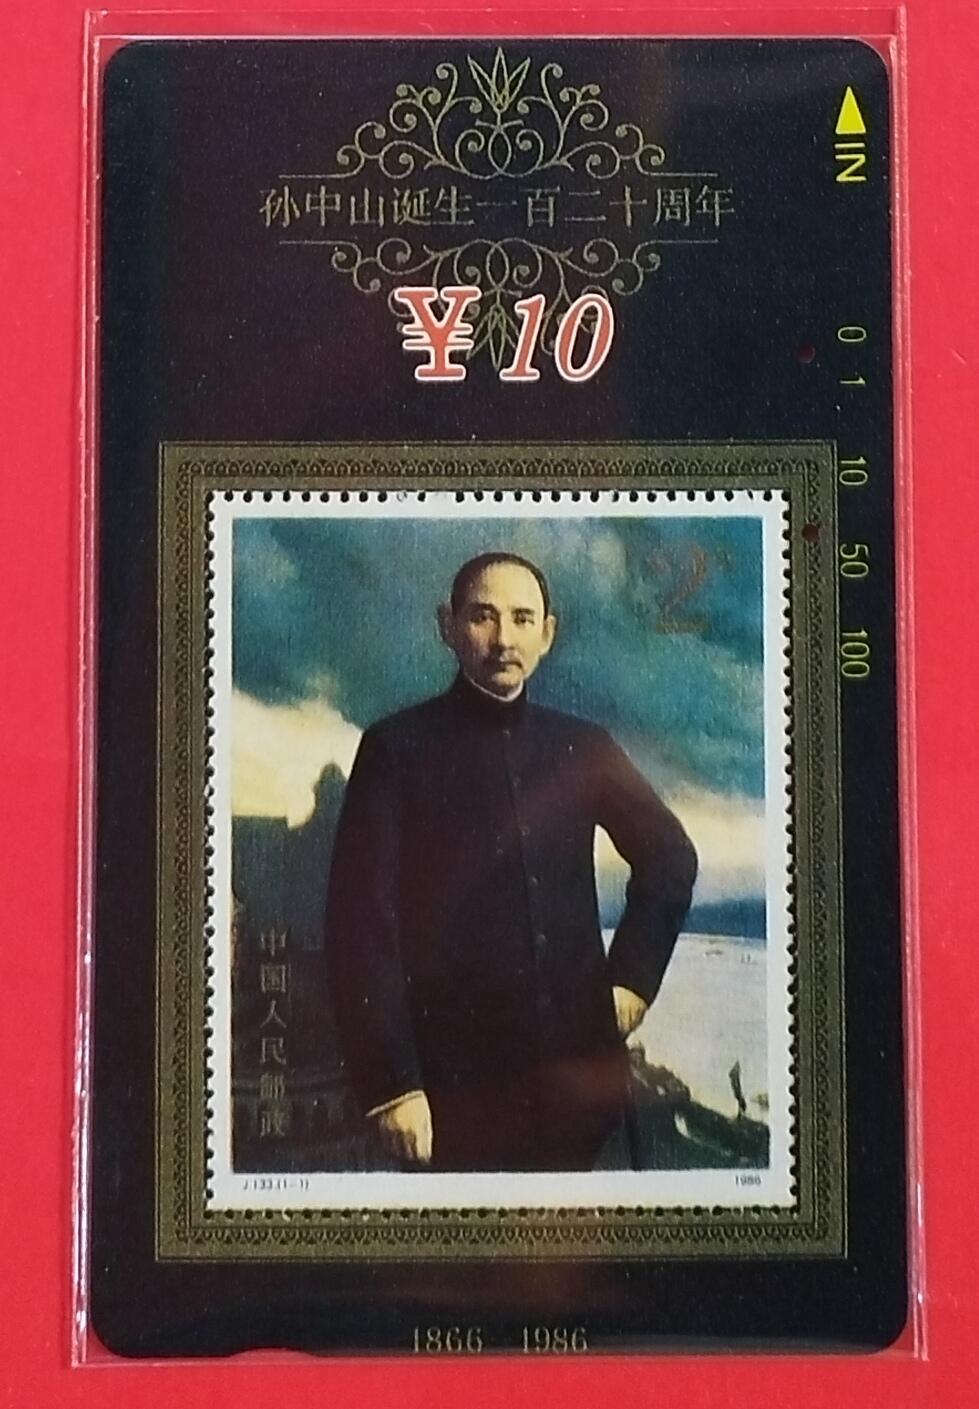 IN
孙中山诞生一百二十周年
¥10
0 1 10 50 100
2元
中国人民邮政
J.133.(1-1) 1986
1866 1986